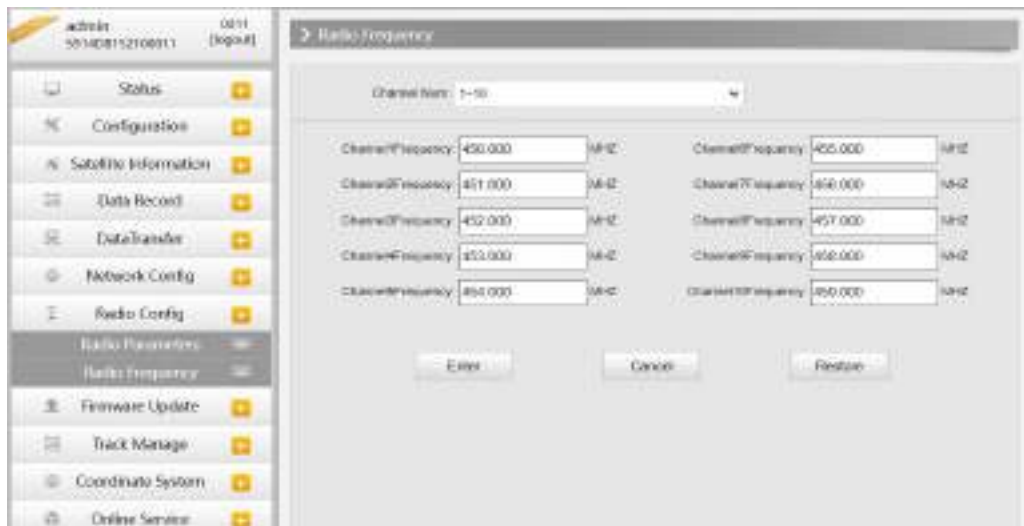 admin
[logout]
Radio Frequency
Status
Configuration
Satellite Information
Data Record
DataTransfer
Network Config
Radio Config
Radio Parameters
Radio Frequency
Firmware Update
Track Manage
Coordinate System
Online Service
Channel Num: 1~10
Channel1Frequency: 450.000 MHZ
Channel6Frequency: 455.000 MHZ
Channel2Frequency: 451.000 MHZ
Channel7Frequency: 456.000 MHZ
Channel3Frequency: 452.000 MHZ
Channel8Frequency: 457.000 MHZ
Channel4Frequency: 453.000 MHZ
Channel9Frequency: 458.000 MHZ
Channel5Frequency: 454.000 MHZ
Channel10Frequency: 459.000 MHZ
Enter
Cancel
Restore